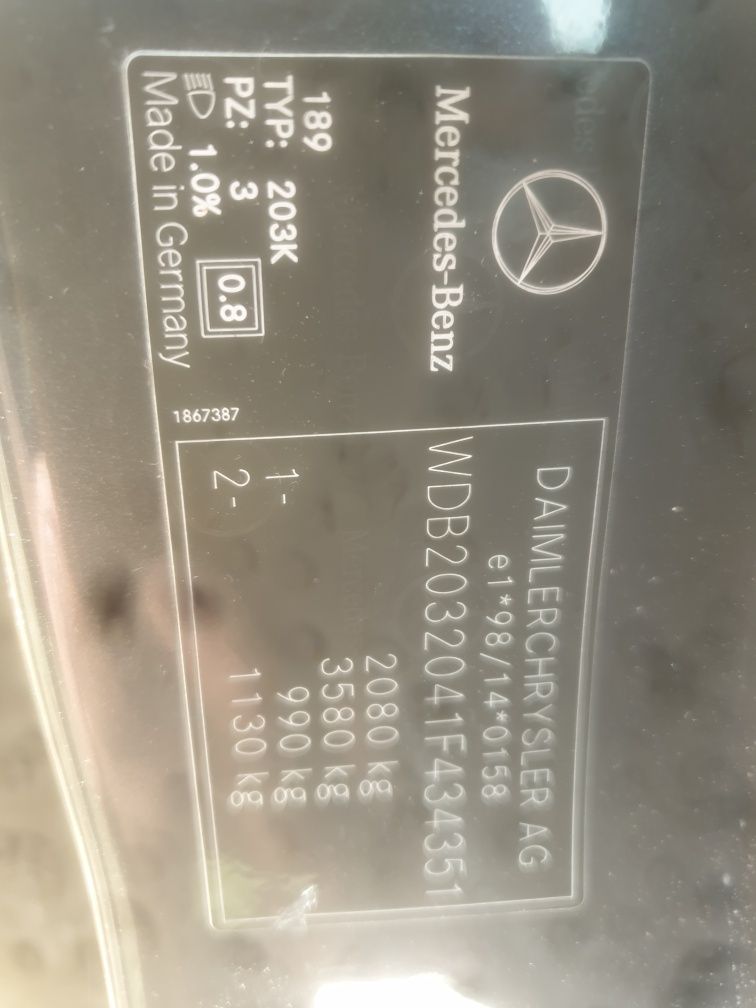 Mercedes-Benz
189
TYP: 203K
PZ: 3
1.0%
0.8
Made in Germany
1867387
DAIMLERCHRYSLER AG
e1*98/14*0158
WDB2032041F434351
2080 kg
3580 kg
1- 990 kg
2- 1130 kg